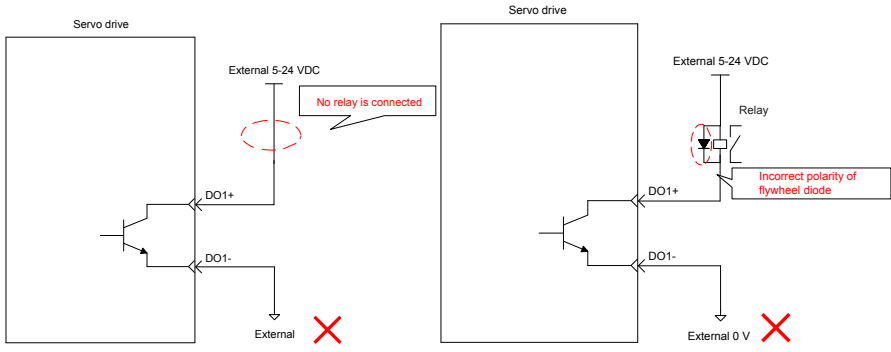 Servo drive
External 5-24 VDC
No relay is connected
DO1+
DO1-
External
Servo drive
External 5-24 VDC
Relay
Incorrect polarity of
flywheel diode
DO1+
DO1-
External 0 V